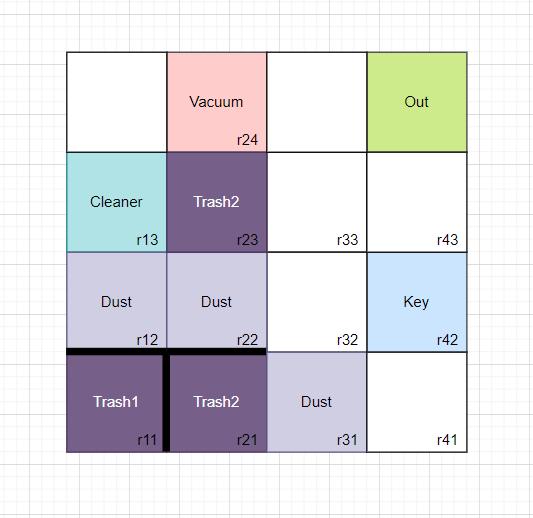 Vacuum
r24
Out
Cleaner
r13
Trash2
r23
r33
r43
Dust
r12
Dust
r22
r32
Key
r42
Trash1
r11
Trash2
r21
Dust
r31
r41